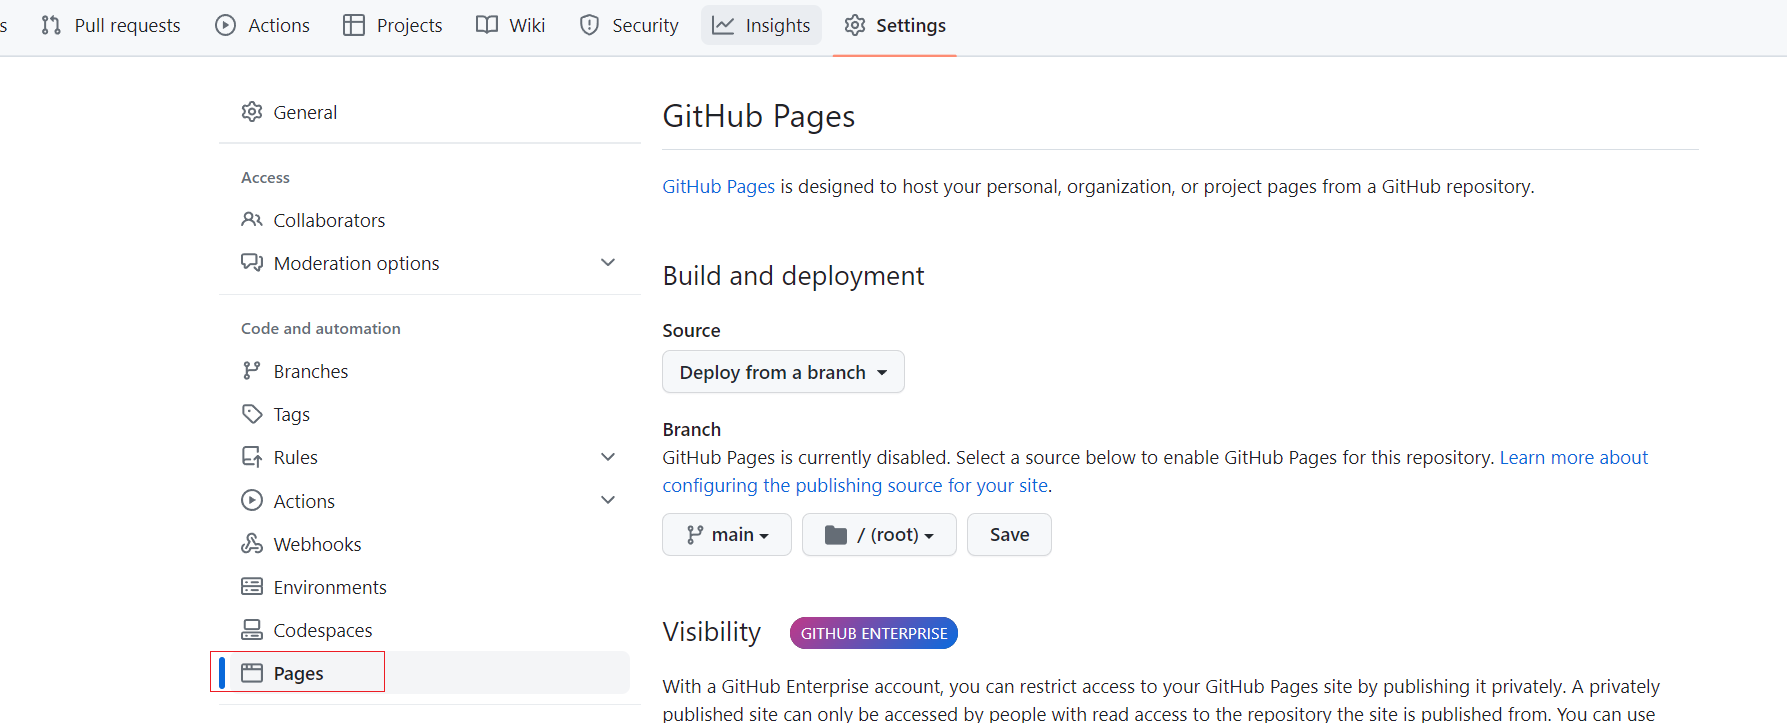 s Pull requests Actions Projects Wiki Security Insights Settings
General
Access
Collaborators
Moderation options
Code and automation
Branches
Tags
Rules
Actions
Webhooks
Environments
Codespaces
Pages
GitHub Pages
GitHub Pages is designed to host your personal, organization, or project pages from a GitHub repository.
Build and deployment
Source
Deploy from a branch
Branch
GitHub Pages is currently disabled. Select a source below to enable GitHub Pages for this repository. Learn more about
configuring the publishing source for your site.
main / (root) Save
Visibility GITHUB ENTERPRISE
With a GitHub Enterprise account, you can restrict access to your GitHub Pages site by publishing it privately. A privately
published site can only be accessed by people with read access to the repository the site is published from. You can use